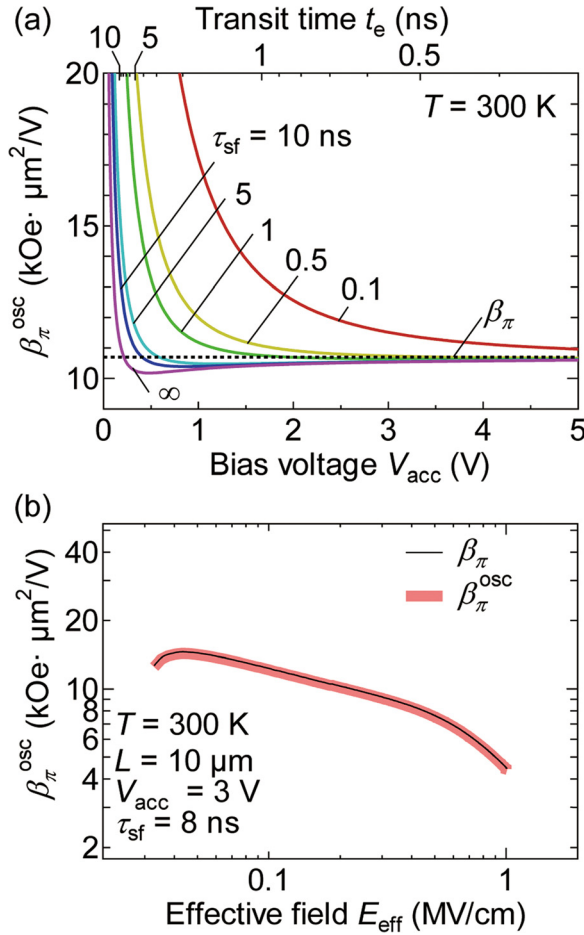 (a)
Transit time tₑ (ns)
10 5 1 0.5
20
15
10
β_π^osc (kOe· μm²/V)
T = 300 K
τ_sf = 10 ns
5
1
0.5
0.1
β_π
∞
0 1 2 3 4 5
Bias voltage V_acc (V)
(b)
β_π
β_π^osc
40
20
10
8
6
4
2
β_π^osc (kOe· μm²/V)
T = 300 K
L = 10 μm
V_acc = 3 V
τ_sf = 8 ns
0.1 1
Effective field E_eff (MV/cm)